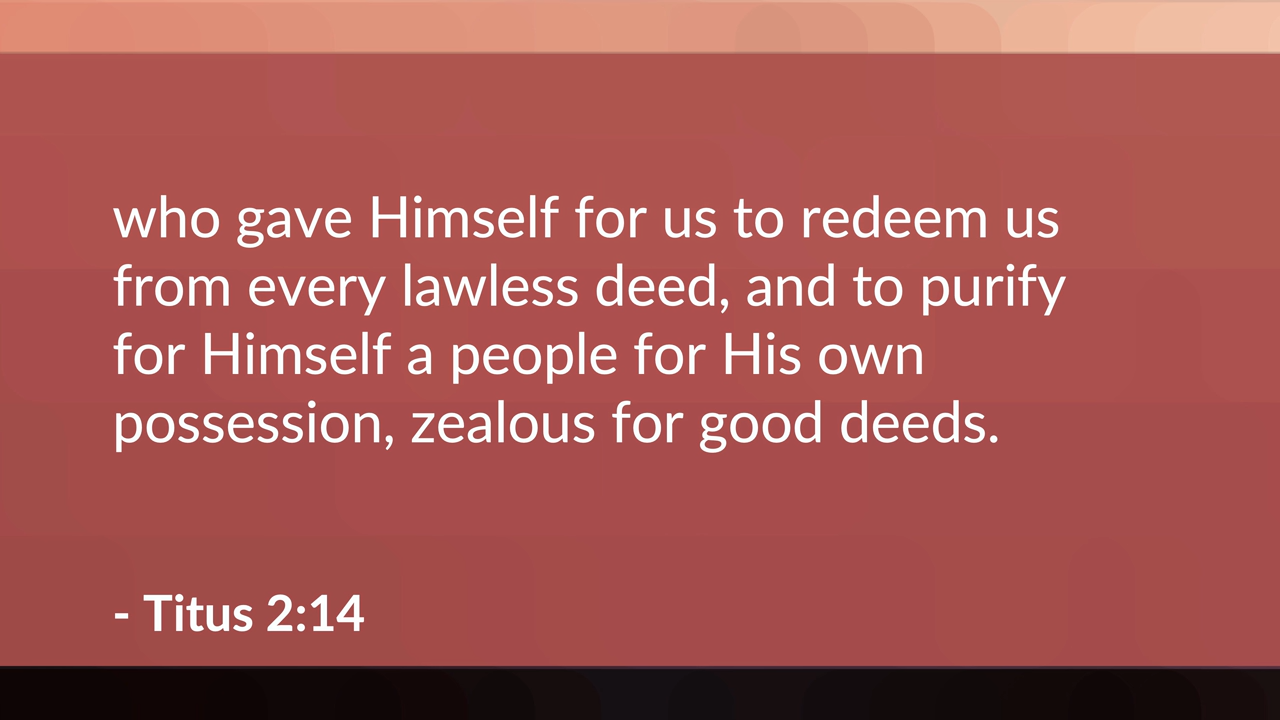 who gave Himself for us to redeem us
from every lawless deed, and to purify
for Himself a people for His own
possession, zealous for good deeds.
- Titus 2:14